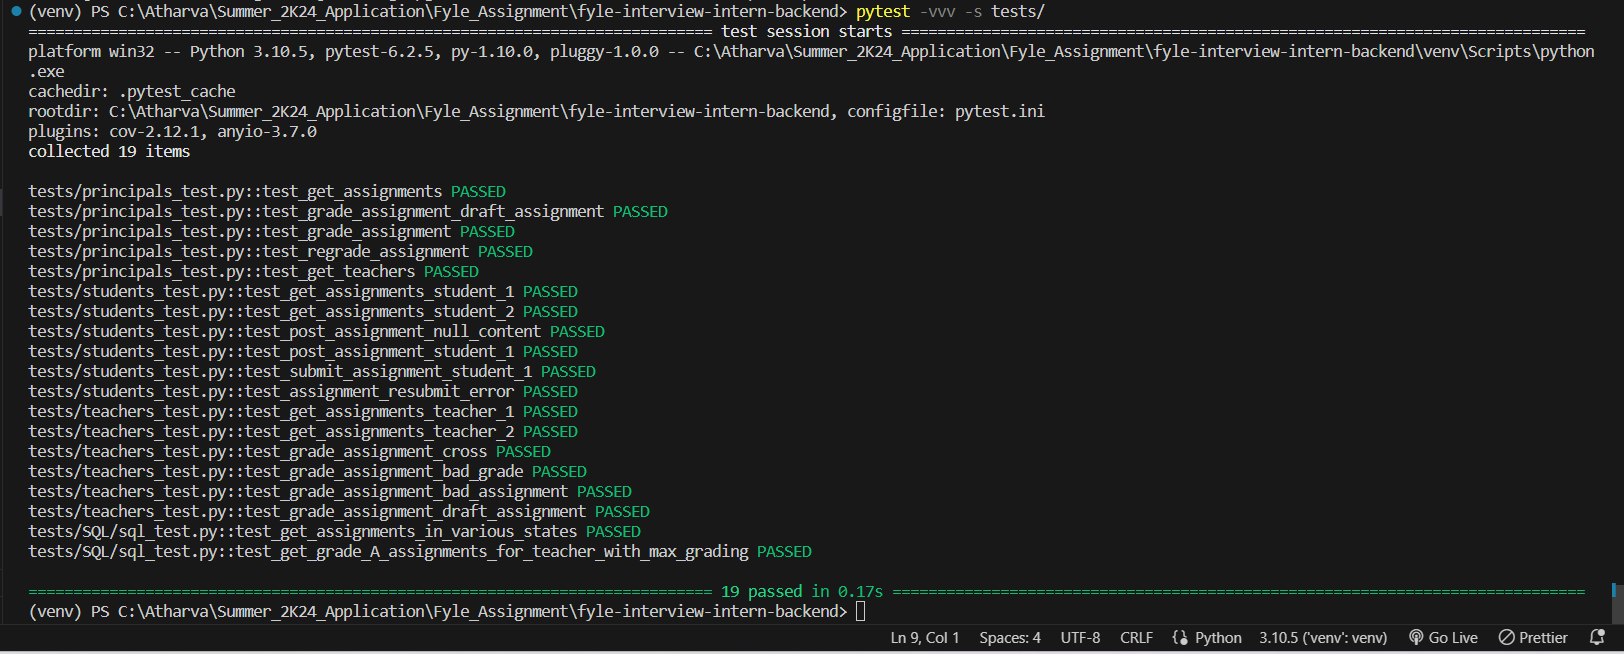 (venv) PS C:\Atharva\Summer_2K24_Application\Fyle_Assignment\fyle-interview-intern-backend> pytest -vvv -s tests/
============================================================================ test session starts ============================================================================
platform win32 -- Python 3.10.5, pytest-6.2.5, py-1.10.0, pluggy-1.0.0 -- C:\Atharva\Summer_2K24_Application\Fyle_Assignment\fyle-interview-intern-backend\venv\Scripts\python
.exe
cachedir: .pytest_cache
rootdir: C:\Atharva\Summer_2K24_Application\Fyle_Assignment\fyle-interview-intern-backend, configfile: pytest.ini
plugins: cov-2.12.1, anyio-3.7.0
collected 19 items
tests/principals_test.py::test_get_assignments PASSED
tests/principals_test.py::test_grade_assignment_draft_assignment PASSED
tests/principals_test.py::test_grade_assignment PASSED
tests/principals_test.py::test_regrade_assignment PASSED
tests/principals_test.py::test_get_teachers PASSED
tests/students_test.py::test_get_assignments_student_1 PASSED
tests/students_test.py::test_get_assignments_student_2 PASSED
tests/students_test.py::test_post_assignment_null_content PASSED
tests/students_test.py::test_post_assignment_student_1 PASSED
tests/students_test.py::test_submit_assignment_student_1 PASSED
tests/students_test.py::test_assignment_resubmit_error PASSED
tests/teachers_test.py::test_get_assignments_teacher_1 PASSED
tests/teachers_test.py::test_get_assignments_teacher_2 PASSED
tests/teachers_test.py::test_grade_assignment_cross PASSED
tests/teachers_test.py::test_grade_assignment_bad_grade PASSED
tests/teachers_test.py::test_grade_assignment_bad_assignment PASSED
tests/teachers_test.py::test_grade_assignment_draft_assignment PASSED
tests/SQL/sql_test.py::test_get_assignments_in_various_states PASSED
tests/SQL/sql_test.py::test_get_grade_A_assignments_for_teacher_with_max_grading PASSED
============================================================================ 19 passed in 0.17s =============================================================================
(venv) PS C:\Atharva\Summer_2K24_Application\Fyle_Assignment\fyle-interview-intern-backend>
Ln 9, Col 1 Spaces: 4 UTF-8 CRLF Python 3.10.5 ('venv': venv) Go Live Prettier